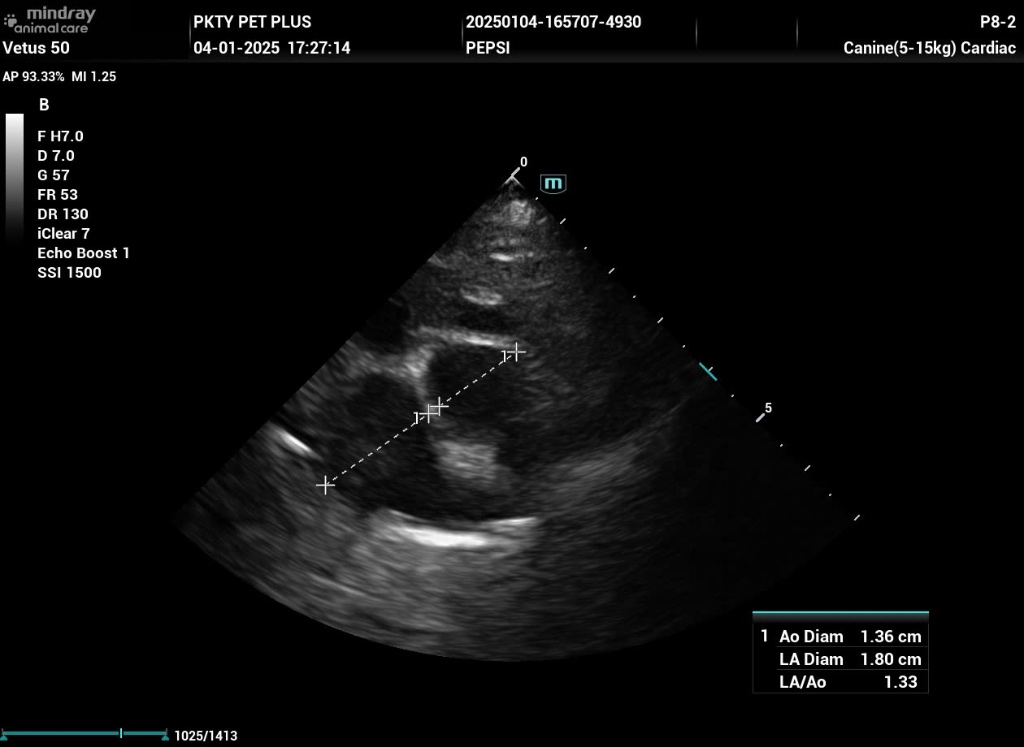 mindray
animalcare
PKTY PET PLUS
20250104-165707-4930
P8-2
Vetus 50
04-01-2025 17:27:14
PEPSI
Canine(5-15kg) Cardiac
AP 93.33% MI 1.25
B
F H7.0
D 7.0
G 57
FR 53
DR 130
iClear 7
Echo Boost 1
SSI 1500
0
m
1
1
5
1 Ao Diam 1.36 cm
LA Diam 1.80 cm
LA/Ao 1.33
1025/1413